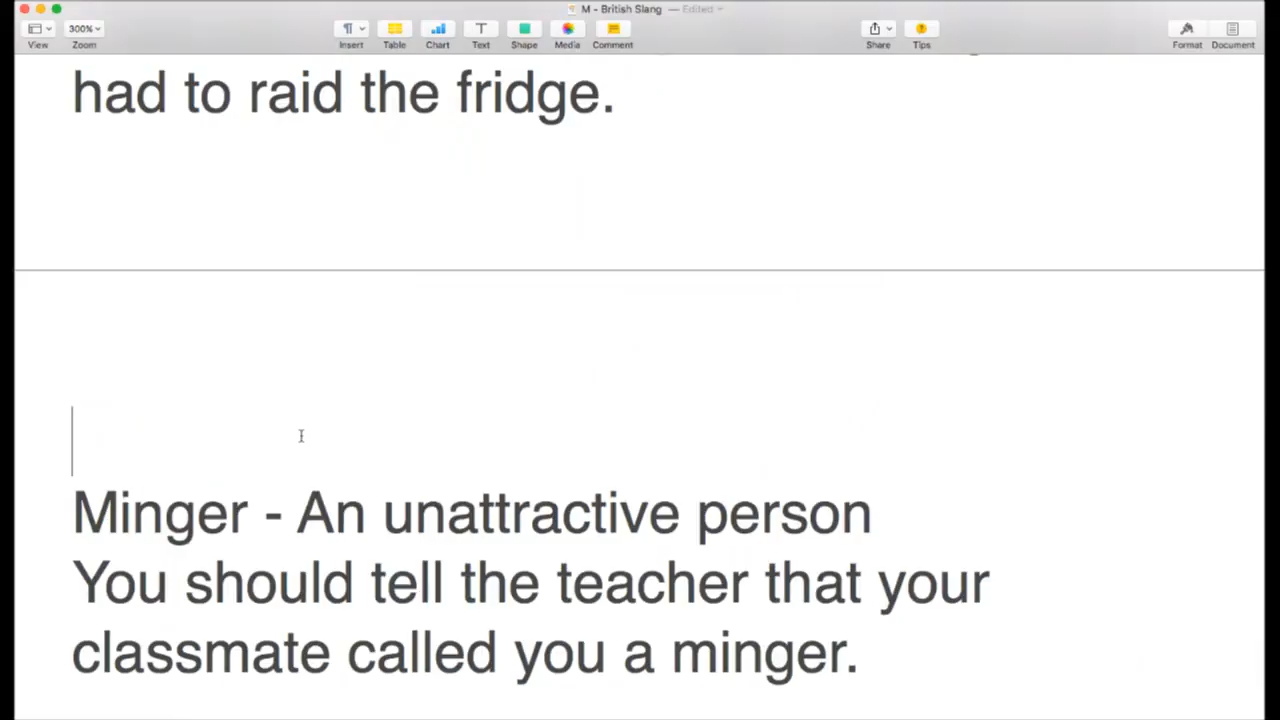 M - British Slang — Edited
300%
View Zoom Insert Table Chart Text Shape Media Comment Share Tips Format Document
had to raid the fridge.
Minger - An unattractive person
You should tell the teacher that your
classmate called you a minger.